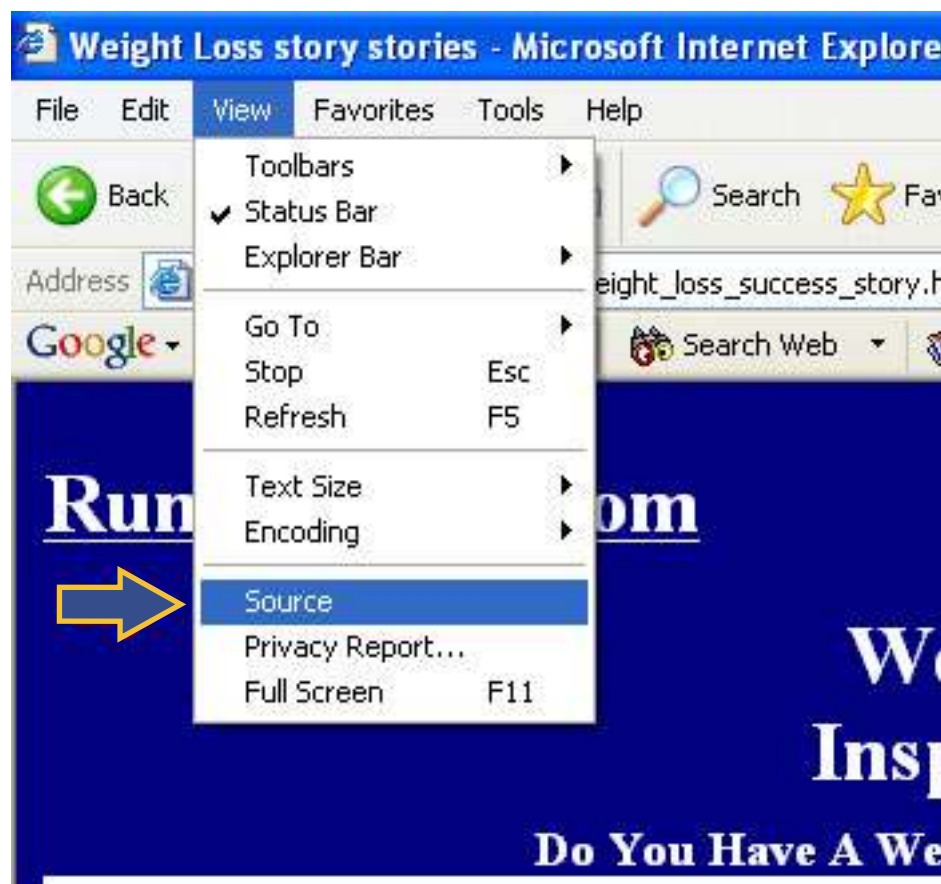 Weight Loss story stories - Microsoft Internet Explore
File Edit View Favorites Tools Help
Back Search Fav
Toolbars
Status Bar
Explorer Bar
Address eight_loss_success_story.h
Go To
Google Search Web
Stop Esc
Refresh F5
Text Size
Run om
Encoding
Source
Privacy Report...
We
Full Screen F11
Insp
Do You Have A We